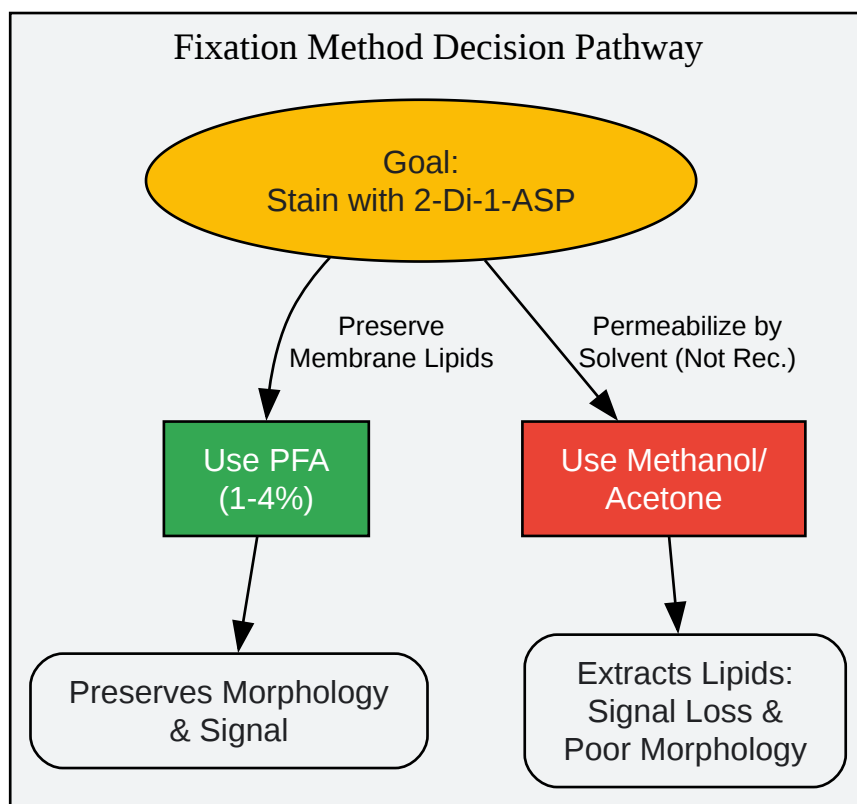 Fixation Method Decision Pathway
Goal:
Stain with 2-Di-1-ASP
Preserve
Membrane Lipids
Permeabilize by
Solvent (Not Rec.)
Use PFA
(1-4%)
Use Methanol/
Acetone
Preserves Morphology
& Signal
Extracts Lipids:
Signal Loss &
Poor Morphology